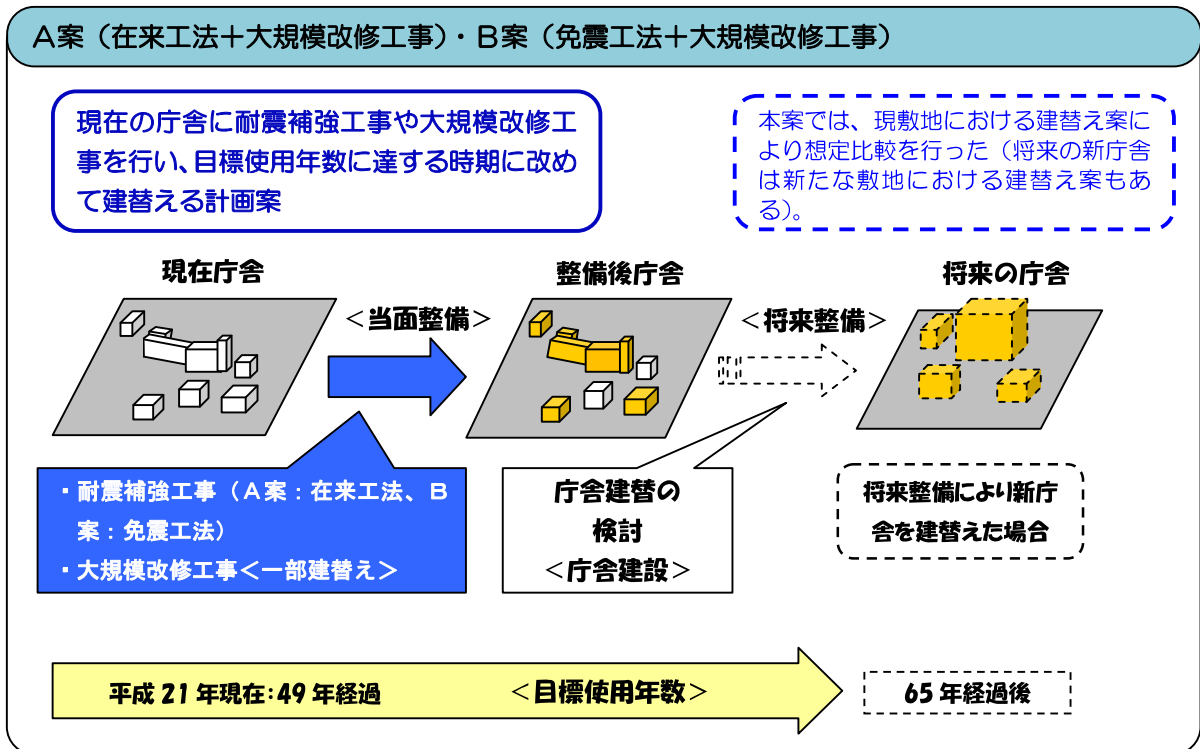 A案（在来工法＋大規模改修工事）・B案（免震工法＋大規模改修工事）
現在の庁舎に耐震補強工事や大規模改修工
事を行い、目標使用年数に達する時期に改め
て建替える計画案
本案では、現敷地における建替え案に
より想定比較を行った（将来の新庁舎
は新たな敷地における建替え案もあ
る）。
現在庁舎
整備後庁舎
将来の庁舎
＜当面整備＞
＜将来整備＞
・耐震補強工事（A案：在来工法、B
案：免震工法）
・大規模改修工事＜一部建替え＞
庁舎建替の
検討
＜庁舎建設＞
将来整備により新庁
舎を建替えた場合
平成 21 年現在：49 年経過
＜目標使用年数＞
65 年経過後